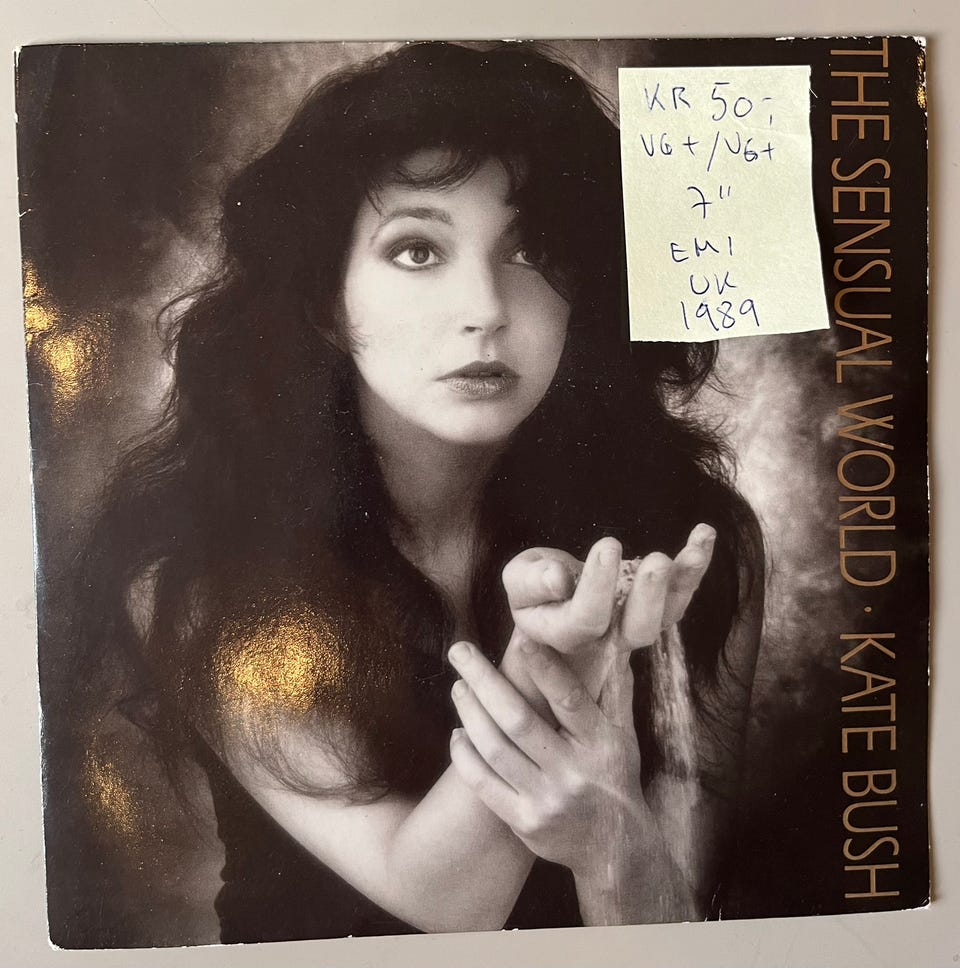 KR 50,-
VG+/VG+
7"
EMI
UK
1989
THE SENSUAL WORLD · KATE BUSH